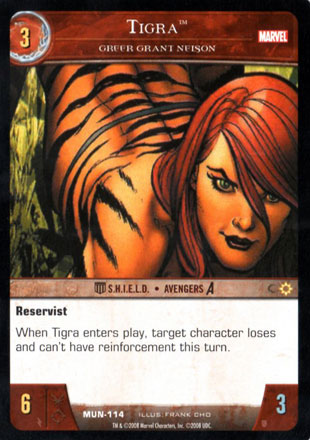 3
TIGRA™
GREER GRANT NELSON
MARVEL
S.H.I.E.L.D. • AVENGERS A
Reservist
When Tigra enters play, target character loses
and can't have reinforcement this turn.
6
MUN-114 ILLUS: FRANK CHO
3
TM & ©2008 Marvel Characters, Inc. ©2008 UDC.